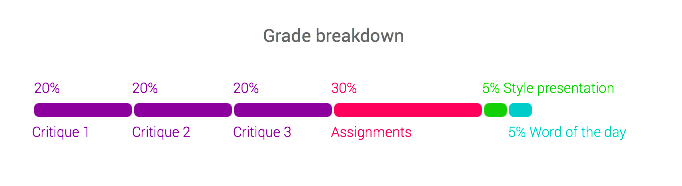 Grade breakdown
20% 20% 20% 30% 5% Style presentation
Critique 1 Critique 2 Critique 3 Assignments 5% Word of the day